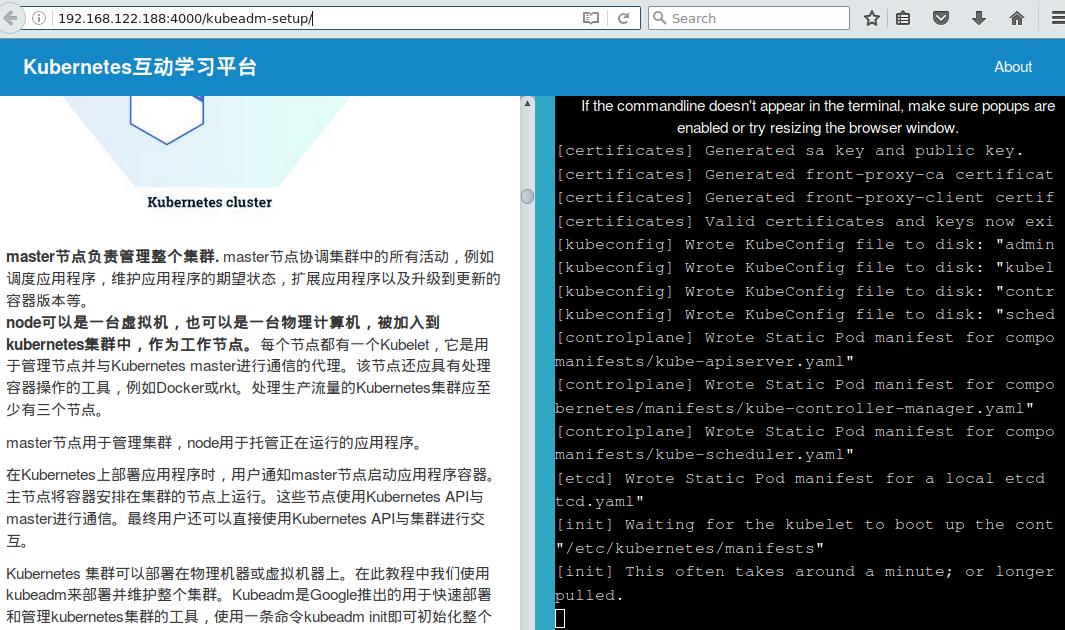 192.168.122.188:4000/kubeadm-setup/
Search
Kubernetes互动学习平台
About
Kubernetes cluster
master节点负责管理整个集群. master节点协调集群中的所有活动，例如
调度应用程序，维护应用程序的期望状态，扩展应用程序以及升级到更新的
容器版本等。
node可以是一台虚拟机，也可以是一台物理计算机，被加入到
kubernetes集群中，作为工作节点。每个节点都有一个Kubelet，它是用
于管理节点并与Kubernetes master进行通信的代理。该节点还应具有处理
容器操作的工具，例如Docker或rkt。处理生产流量的Kubernetes集群应至
少有三个节点。
master节点用于管理集群，node用于托管正在运行的应用程序。
在Kubernetes上部署应用程序时，用户通知master节点启动应用程序容器。
主节点将容器安排在集群的节点上运行。这些节点使用Kubernetes API与
master进行通信。最终用户还可以直接使用Kubernetes API与集群进行交
互。
Kubernetes 集群可以部署在物理机器或虚拟机器上。在此教程中我们使用
kubeadm来部署并维护整个集群。Kubeadm是Google推出的用于快速部署
和管理kubernetes集群的工具，使用一条命令kubeadm init即可初始化整个
If the commandline doesn't appear in the terminal, make sure popups are
enabled or try resizing the browser window.
[certificates] Generated sa key and public key.
[certificates] Generated front-proxy-ca certificat
[certificates] Generated front-proxy-client certif
[certificates] Valid certificates and keys now exi
[kubeconfig] Wrote KubeConfig file to disk: "admin
[kubeconfig] Wrote KubeConfig file to disk: "kubel
[kubeconfig] Wrote KubeConfig file to disk: "contr
[kubeconfig] Wrote KubeConfig file to disk: "sched
[controlplane] Wrote Static Pod manifest for compo
manifests/kube-apiserver.yaml"
[controlplane] Wrote Static Pod manifest for compo
bernetes/manifests/kube-controller-manager.yaml"
[controlplane] Wrote Static Pod manifest for compo
manifests/kube-scheduler.yaml"
[etcd] Wrote Static Pod manifest for a local etcd
tcd.yaml"
[init] Waiting for the kubelet to boot up the cont
"/etc/kubernetes/manifests"
[init] This often takes around a minute; or longer
pulled.